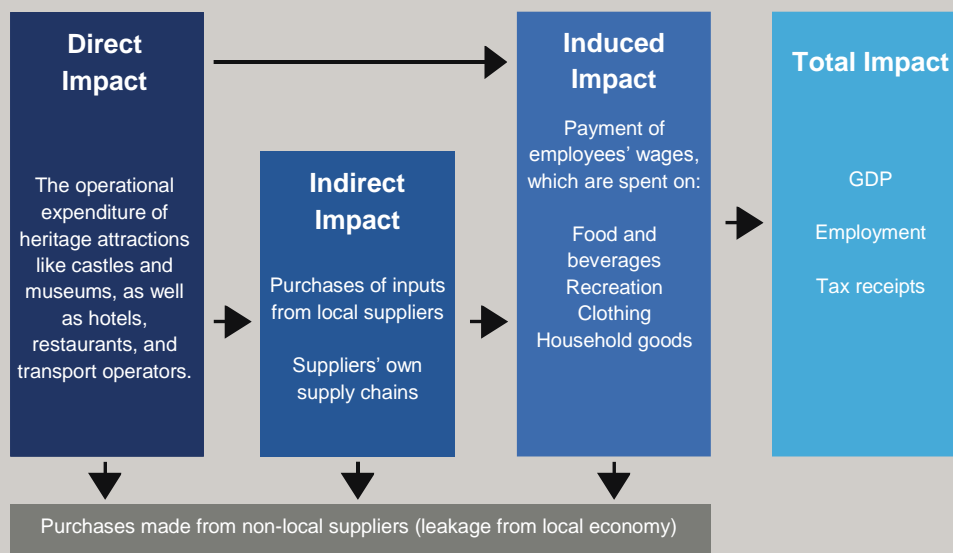 Direct
Impact
The operational
expenditure of
heritage attractions
like castles and
museums, as well
as hotels,
restaurants, and
transport operators.
Indirect
Impact
Purchases of inputs
from local suppliers
Suppliers’ own
supply chains
Induced
Impact
Payment of
employees’ wages,
which are spent on:
Food and
beverages
Recreation
Clothing
Household goods
Total Impact
GDP
Employment
Tax receipts
Purchases made from non-local suppliers (leakage from local economy)